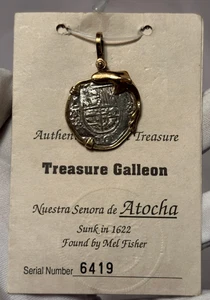 Authen Treasure
Treasure Galleon
Nuestra Senora de Atocha
Sunk in 1622
Found by Mel Fisher
Serial Number 6419